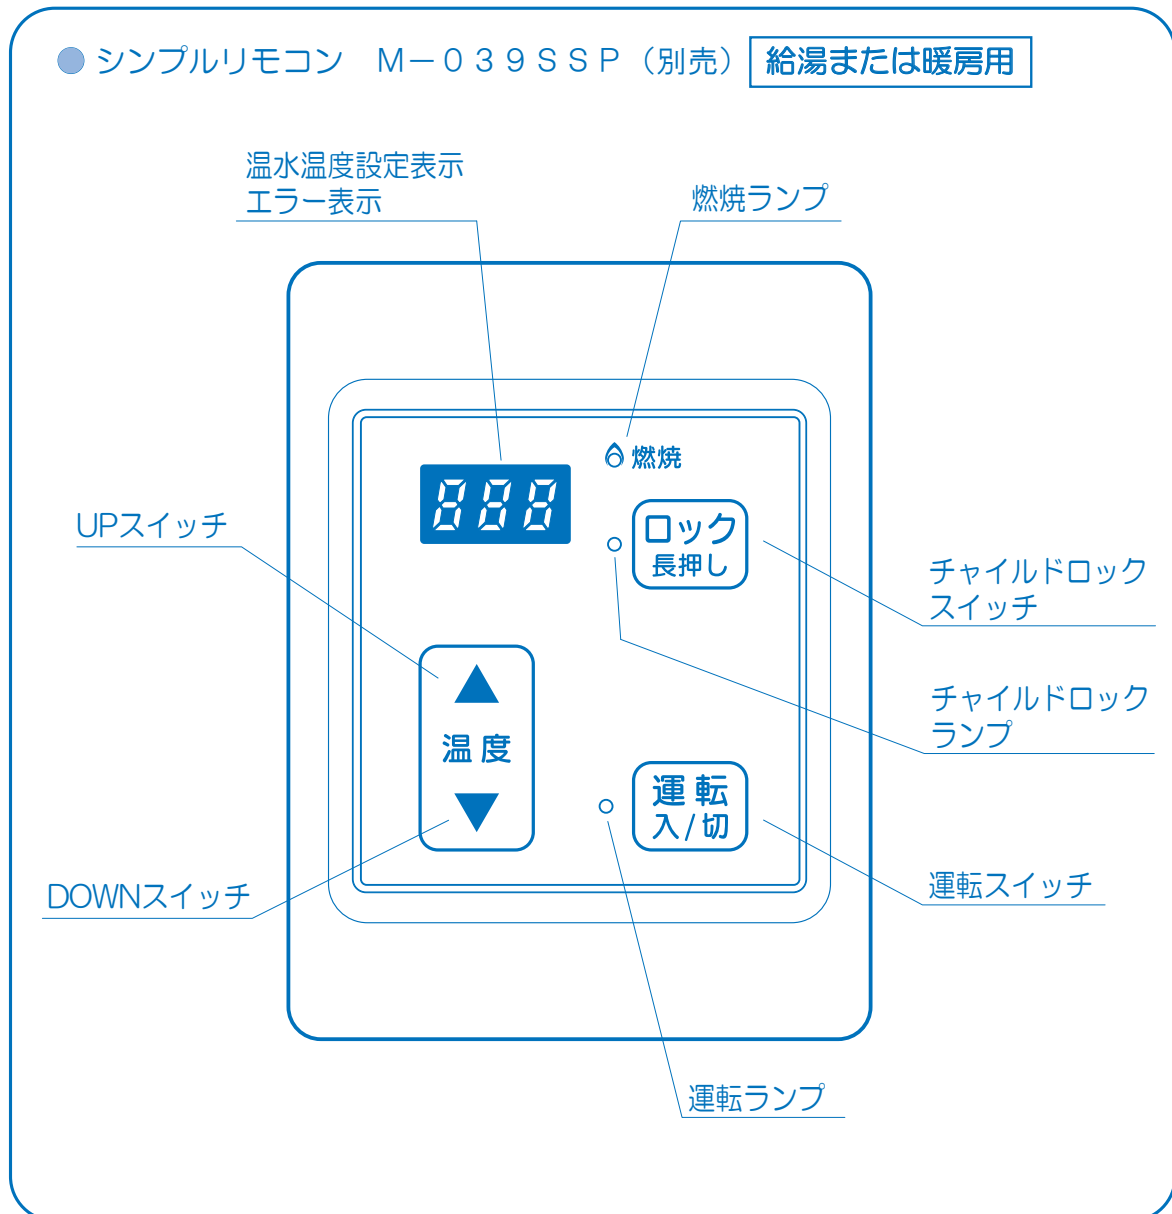 ● シンプルリモコン　Ｍ－０３９ＳＳＰ（別売） 給湯または暖房用
温水温度設定表示
エラー表示
燃焼ランプ
燃焼
888
UPスイッチ
ロック
長押し
チャイルドロック
スイッチ
チャイルドロック
ランプ
▲
温度
▼
運転
入/切
DOWNスイッチ
運転スイッチ
運転ランプ